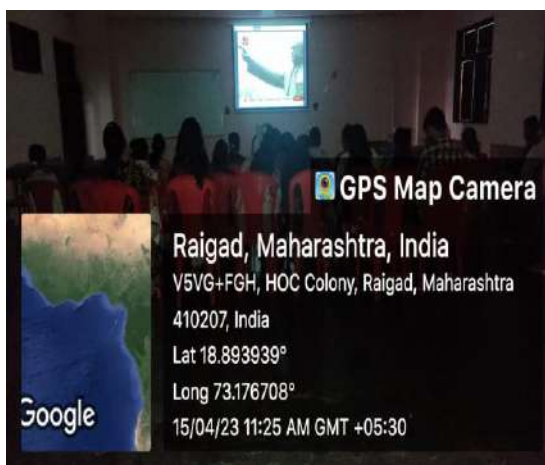 GPS Map Camera
Raigad, Maharashtra, India
V5VG+FGH, HOC Colony, Raigad, Maharashtra
410207, India
Lat 18.893939°
Long 73.176708°
15/04/23 11:25 AM GMT +05:30
Google